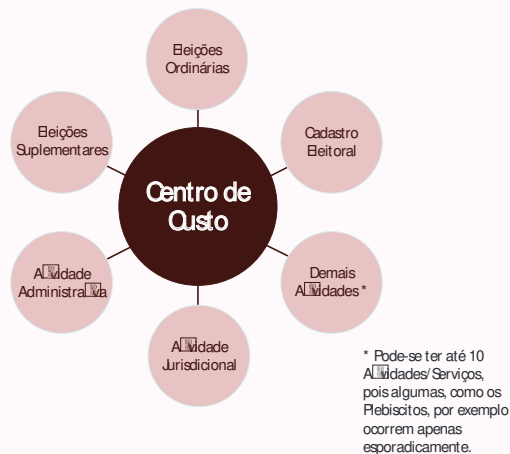 Eleições
Ordinárias
Eleições
Suplementares
Cadastro
Eleitoral
Centro de
Custo
Demais
*
Jurisdicional
* Pode-se ter até 10
Serviços,
pois algumas, como os
Plebiscitos, por exemplo
ocorrem apenas
esporadicamente.